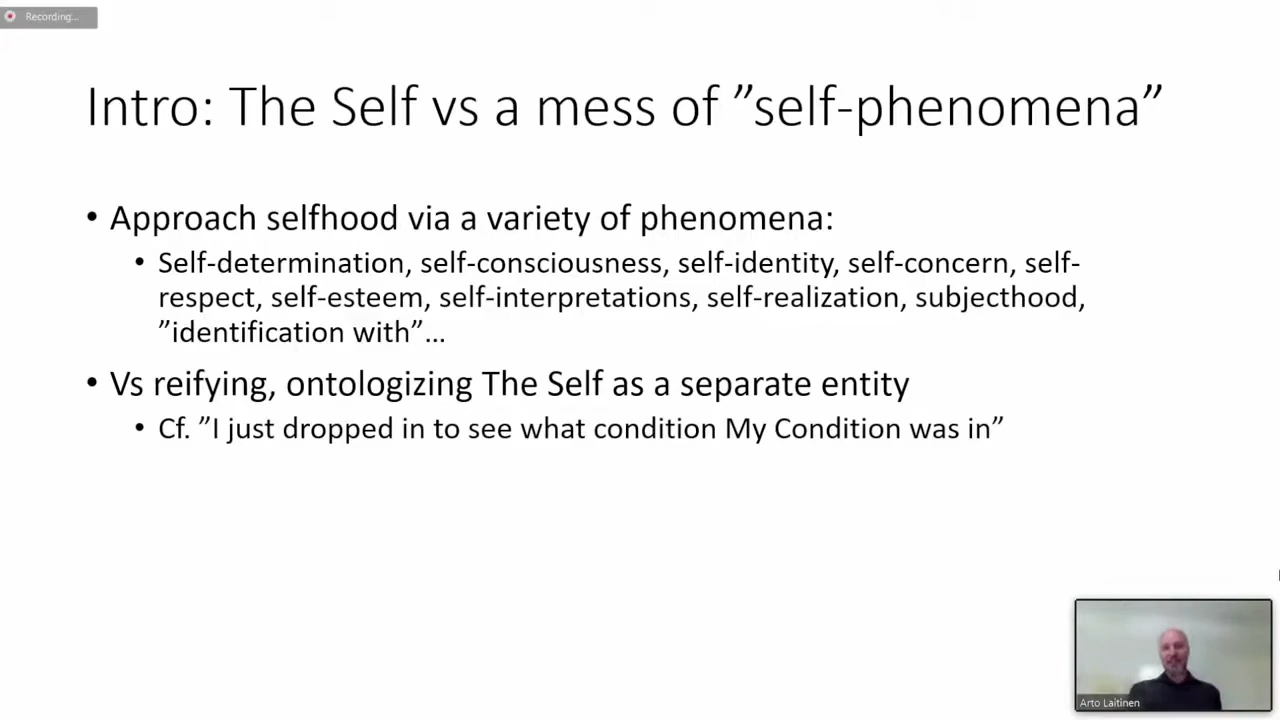 Recording...
Intro: The Self vs a mess of ”self-phenomena”
• Approach selfhood via a variety of phenomena:
• Self-determination, self-consciousness, self-identity, self-concern, self-
respect, self-esteem, self-interpretations, self-realization, subjecthood,
”identification with”…
• Vs reifying, ontologizing The Self as a separate entity
• Cf. ”I just dropped in to see what condition My Condition was in”
Arto Laitinen